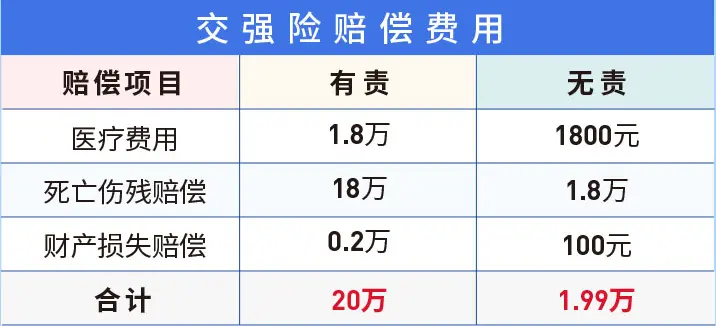 交强险赔偿费用
赔偿项目 有责 无责
医疗费用 1.8万 1800元
死亡伤残赔偿 18万 1.8万
财产损失赔偿 0.2万 100元
合计 20万 1.99万